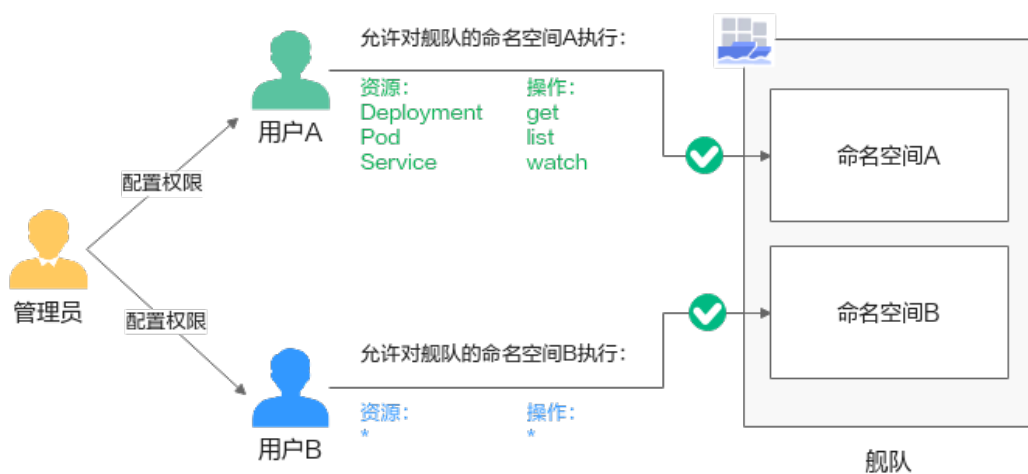 允许对舰队的命名空间A执行：
资源： 操作：
Deployment get
Pod list
Service watch
用户A
命名空间A
配置权限
管理员
配置权限
命名空间B
允许对舰队的命名空间B执行：
资源： 操作：
* *
用户B
舰队